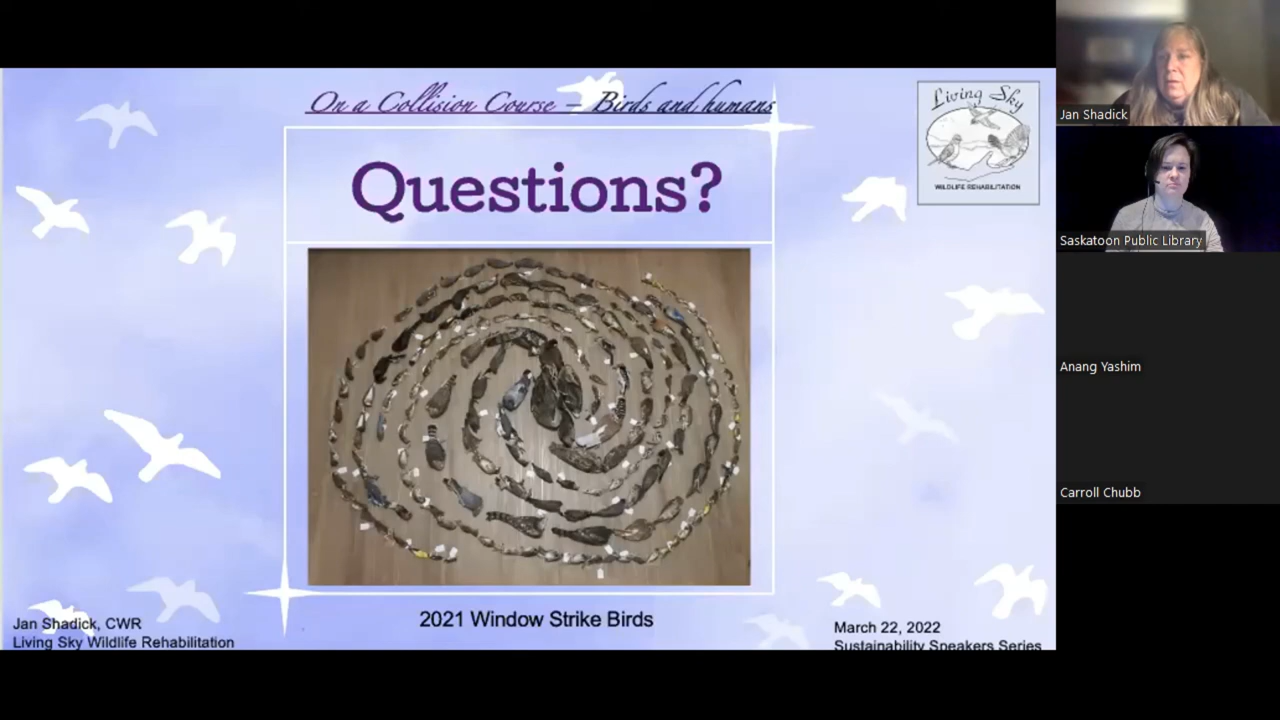 On a Collision Course – Birds and humans
Living Sky
WILDLIFE REHABILITATION
Questions?
2021 Window Strike Birds
Jan Shadick, CWR
Living Sky Wildlife Rehabilitation
March 22, 2022
Sustainability Speakers Series
Jan Shadick
Saskatoon Public Library
Anang Yashim
Carroll Chubb